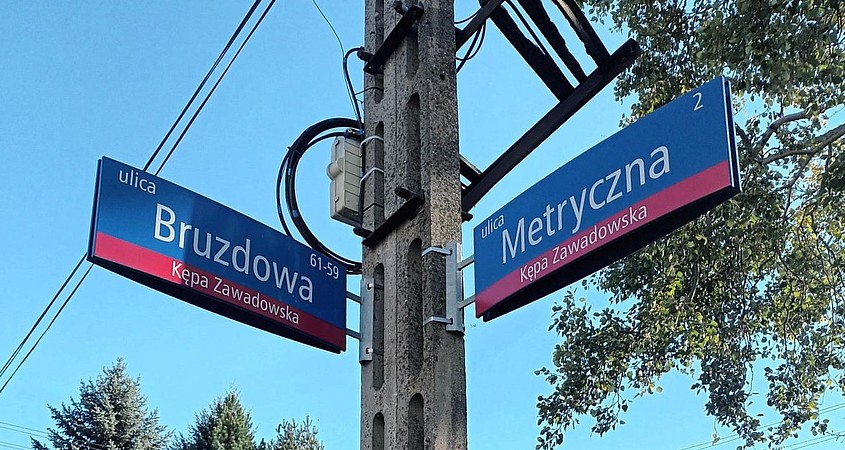 ulica
Bruzdowa
61-59
Kępa Zawadowska
2
ulica
Metryczna
Kępa Zawadowska